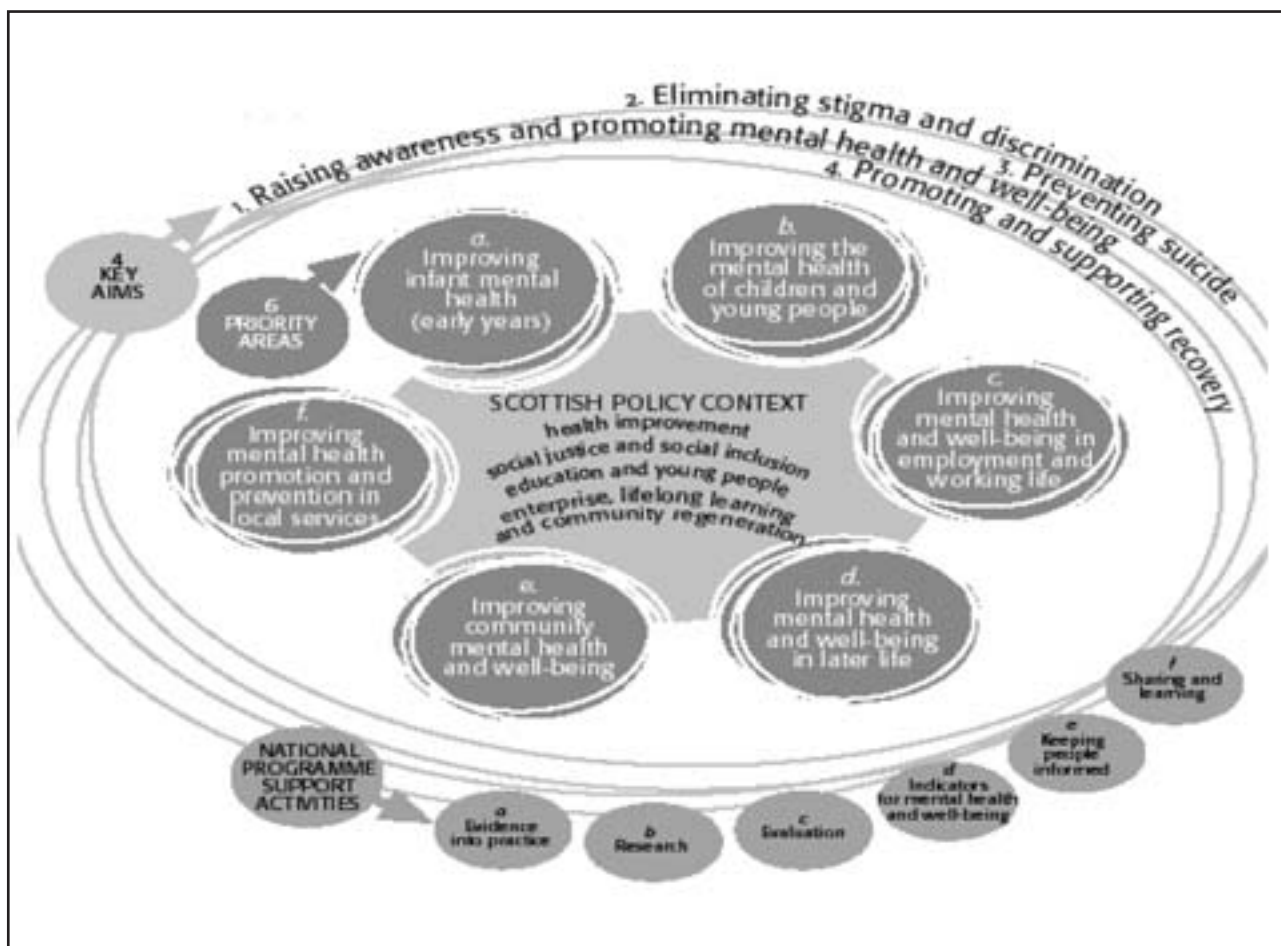 4
KEY
AIMS
1. Raising awareness and promoting mental health and well-being
2. Eliminating stigma and discrimination
3. Preventing suicide
4. Promoting and supporting recovery
6
PRIORITY
AREAS
a.
Improving
infant mental
health
(early years)
b.
Improving the
mental health
of children and
young people
c.
Improving
mental health
and well-being in
employment and
working life
d.
Improving
mental health
and well-being
in later life
e.
Improving
community
mental health
and well-being
f.
Improving
mental health
promotion and
prevention in
local services
SCOTTISH POLICY CONTEXT
health improvement
social justice and social inclusion
education and young people
enterprise, lifelong learning
and community regeneration
NATIONAL
PROGRAMME
SUPPORT
ACTIVITIES
a
Evidence
into practice
b
Research
c
Evaluation
d
Indicators
for mental health
and well-being
e
Keeping
people
informed
f
Sharing and
learning